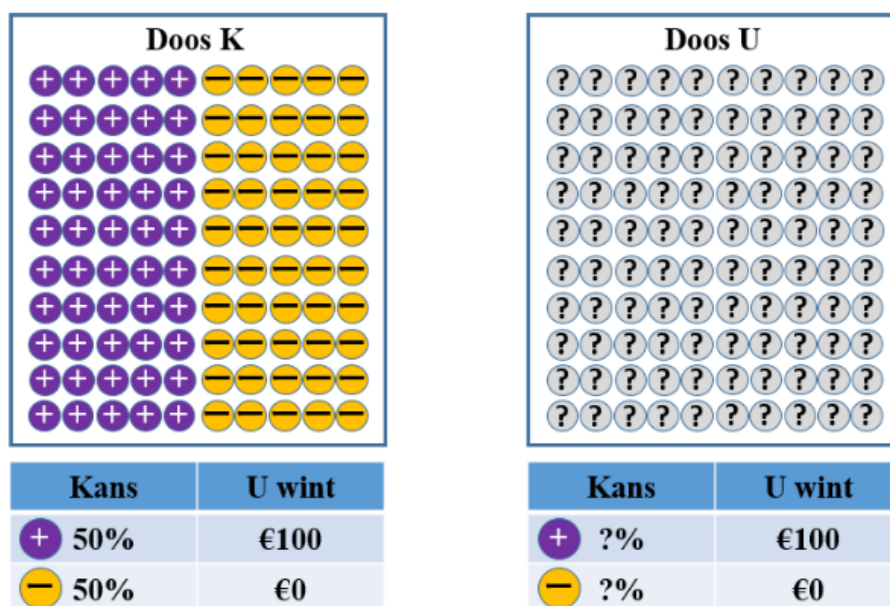 Doos K
+ + + + + − − − − −
+ + + + + − − − − −
+ + + + + − − − − −
+ + + + + − − − − −
+ + + + + − − − − −
+ + + + + − − − − −
+ + + + + − − − − −
+ + + + + − − − − −
+ + + + + − − − − −
+ + + + + − − − − −
Kans U wint
+ 50% €100
− 50% €0
Doos U
? ? ? ? ? ? ? ? ? ?
? ? ? ? ? ? ? ? ? ?
? ? ? ? ? ? ? ? ? ?
? ? ? ? ? ? ? ? ? ?
? ? ? ? ? ? ? ? ? ?
? ? ? ? ? ? ? ? ? ?
? ? ? ? ? ? ? ? ? ?
? ? ? ? ? ? ? ? ? ?
? ? ? ? ? ? ? ? ? ?
? ? ? ? ? ? ? ? ? ?
Kans U wint
+ ?% €100
− ?% €0